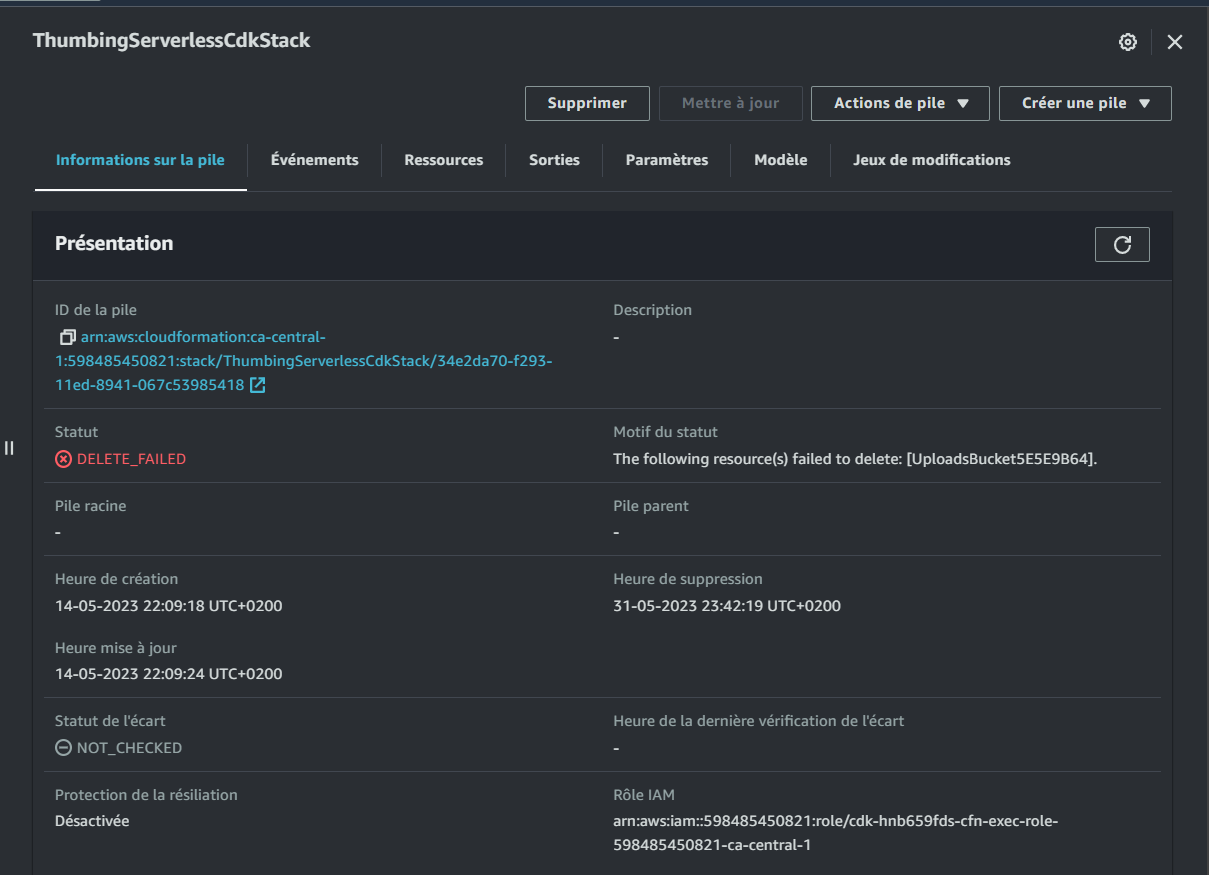 ThumbingServerlessCdkStack
Supprimer
Mettre à jour
Actions de pile
Créer une pile
Informations sur la pile
Événements
Ressources
Sorties
Paramètres
Modèle
Jeux de modifications
Présentation
ID de la pile
arn:aws:cloudformation:ca-central-
1:598485450821:stack/ThumbingServerlessCdkStack/34e2da70-f293-
11ed-8941-067c53985418
Description
-
Statut
DELETE_FAILED
Motif du statut
The following resource(s) failed to delete: [UploadsBucket5E5E9B64].
Pile racine
-
Pile parent
-
Heure de création
14-05-2023 22:09:18 UTC+0200
Heure de suppression
31-05-2023 23:42:19 UTC+0200
Heure mise à jour
14-05-2023 22:09:24 UTC+0200
Statut de l'écart
NOT_CHECKED
Heure de la dernière vérification de l'écart
-
Protection de la résiliation
Désactivée
Rôle IAM
arn:aws:iam::598485450821:role/cdk-hnb659fds-cfn-exec-role-
598485450821-ca-central-1